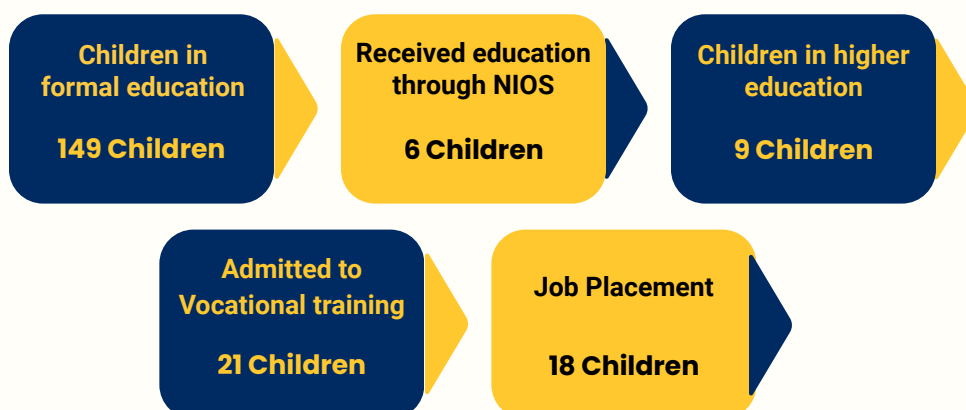 Children in
formal education
149 Children
Received education
through NIOS
6 Children
Children in higher
education
9 Children
Admitted to
Vocational training
21 Children
Job Placement
18 Children